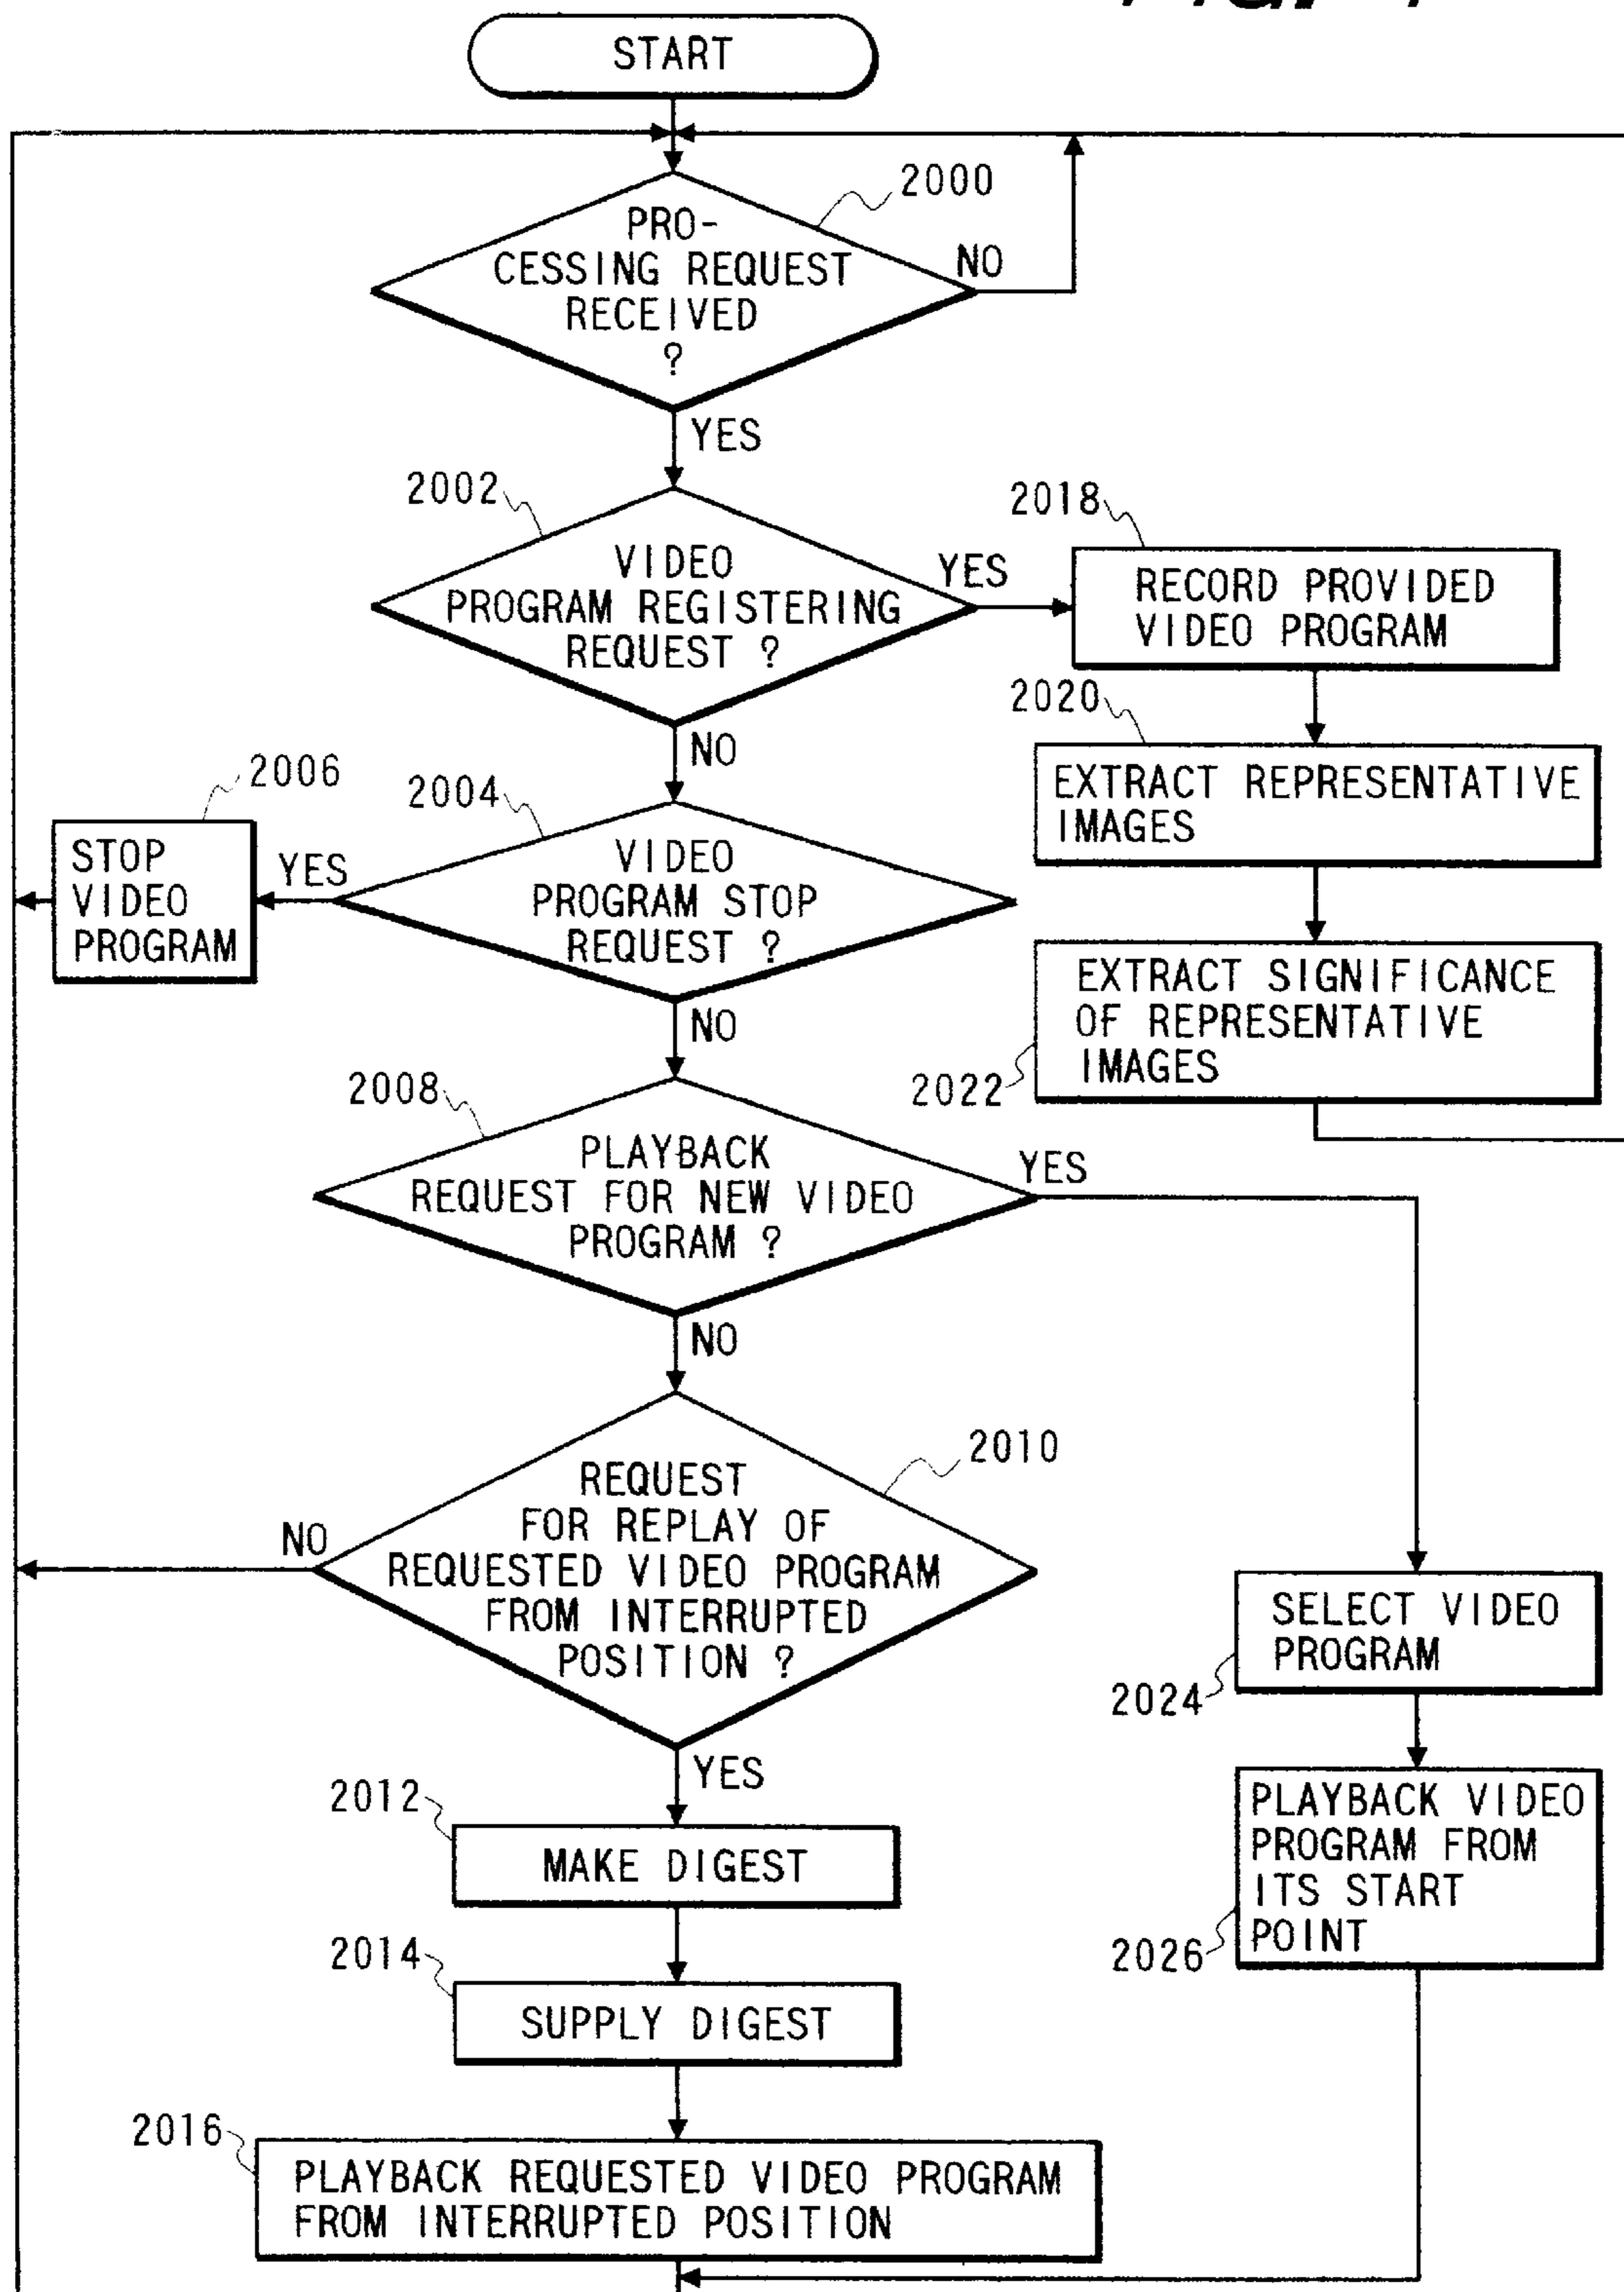 START
2000
PRO-
CESSING REQUEST
RECEIVED
?
NO
YES
2002
VIDEO
PROGRAM REGISTERING
REQUEST ?
YES
2018
RECORD PROVIDED
VIDEO PROGRAM
NO
2020
EXTRACT REPRESENTATIVE
IMAGES
2006
STOP
VIDEO
PROGRAM
YES
2004
VIDEO
PROGRAM STOP
REQUEST ?
NO
EXTRACT SIGNIFICANCE
OF REPRESENTATIVE
IMAGES
2022
2008
PLAYBACK
REQUEST FOR NEW VIDEO
PROGRAM ?
YES
NO
2010
REQUEST
FOR REPLAY OF
REQUESTED VIDEO PROGRAM
FROM INTERRUPTED
POSITION ?
NO
YES
SELECT VIDEO
PROGRAM
2024
PLAYBACK VIDEO
PROGRAM FROM
ITS START
POINT
2026
2012
MAKE DIGEST
2014
SUPPLY DIGEST
2016
PLAYBACK REQUESTED VIDEO PROGRAM
FROM INTERRUPTED POSITION